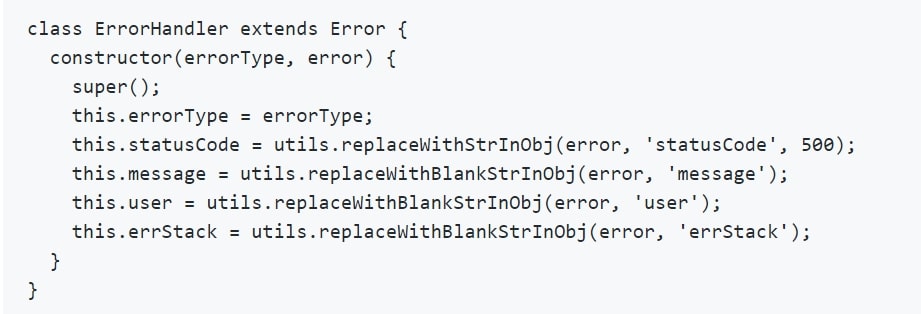 class ErrorHandler extends Error {
  constructor(errorType, error) {
    super();
    this.errorType = errorType;
    this.statusCode = utils.replaceWithStrInObj(error, 'statusCode', 500);
    this.message = utils.replaceWithBlankStrInObj(error, 'message');
    this.user = utils.replaceWithBlankStrInObj(error, 'user');
    this.errStack = utils.replaceWithBlankStrInObj(error, 'errStack');
  }
}